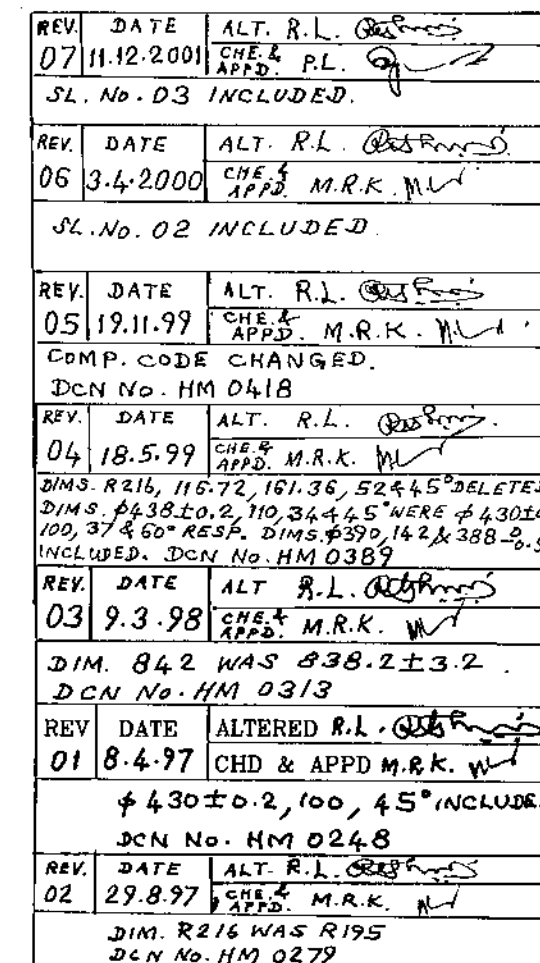 REV. DATE ALT. R.L.
07 11.12.2001 CHE. & APPD. P.L.
SL. No. 03 INCLUDED.
REV. DATE ALT. R.L.
06 3.4.2000 CHE. & APPD. M.R.K.
SL. No. 02 INCLUDED
REV. DATE ALT. R.L.
05 19.11.99 CHE. & APPD. M.R.K.
COMP. CODE CHANGED.
DCN No. HM 0418
REV. DATE ALT. R.L.
04 18.5.99 CHE. & APPD. M.R.K.
DIMS. R216, 116.72, 161.36, 52 & 45° DELETED
DIMS. φ438±0.2, 110, 34 & 45° WERE φ430±
100, 37 & 60° RESP. DIMS. φ390, 142 & 388
INCLUDED. DCN No. HM 0389
REV. DATE ALT R.L.
03 9.3.98 CHE. & APPD. M.R.K.
DIM. 842 WAS 838.2±3.2.
DCN No. HM 0313
REV DATE ALTERED R.L.
01 8.4.97 CHD & APPD M.R.K.
φ430±0.2, 100, 45° INCLUDE
DCN No. HM 0248
REV. DATE ALT. R.L.
02 29.8.97 CHE. & APPD. M.R.K.
DIM. R216 WAS R195
DCN No. HM 0279